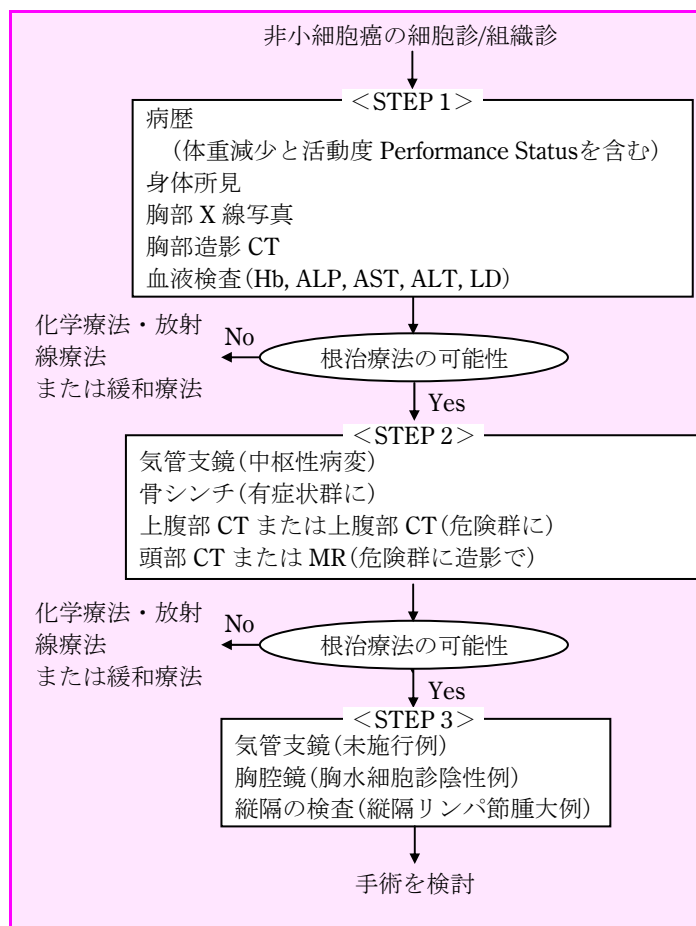 非小細胞癌の細胞診/組織診
＜STEP 1＞
病歴
（体重減少と活動度 Performance Statusを含む）
身体所見
胸部 X 線写真
胸部造影 CT
血液検査(Hb, ALP, AST, ALT, LD)
化学療法・放射
線療法
または緩和療法
No
根治療法の可能性
Yes
＜STEP 2＞
気管支鏡(中枢性病変)
骨シンチ(有症状群に)
上腹部 CT または上腹部 CT(危険群に)
頭部 CT または MR(危険群に造影で)
化学療法・放射
線療法
または緩和療法
No
根治療法の可能性
Yes
＜STEP 3＞
気管支鏡(未施行例)
胸腔鏡(胸水細胞診陰性例)
縦隔の検査(縦隔リンパ節腫大例)
手術を検討